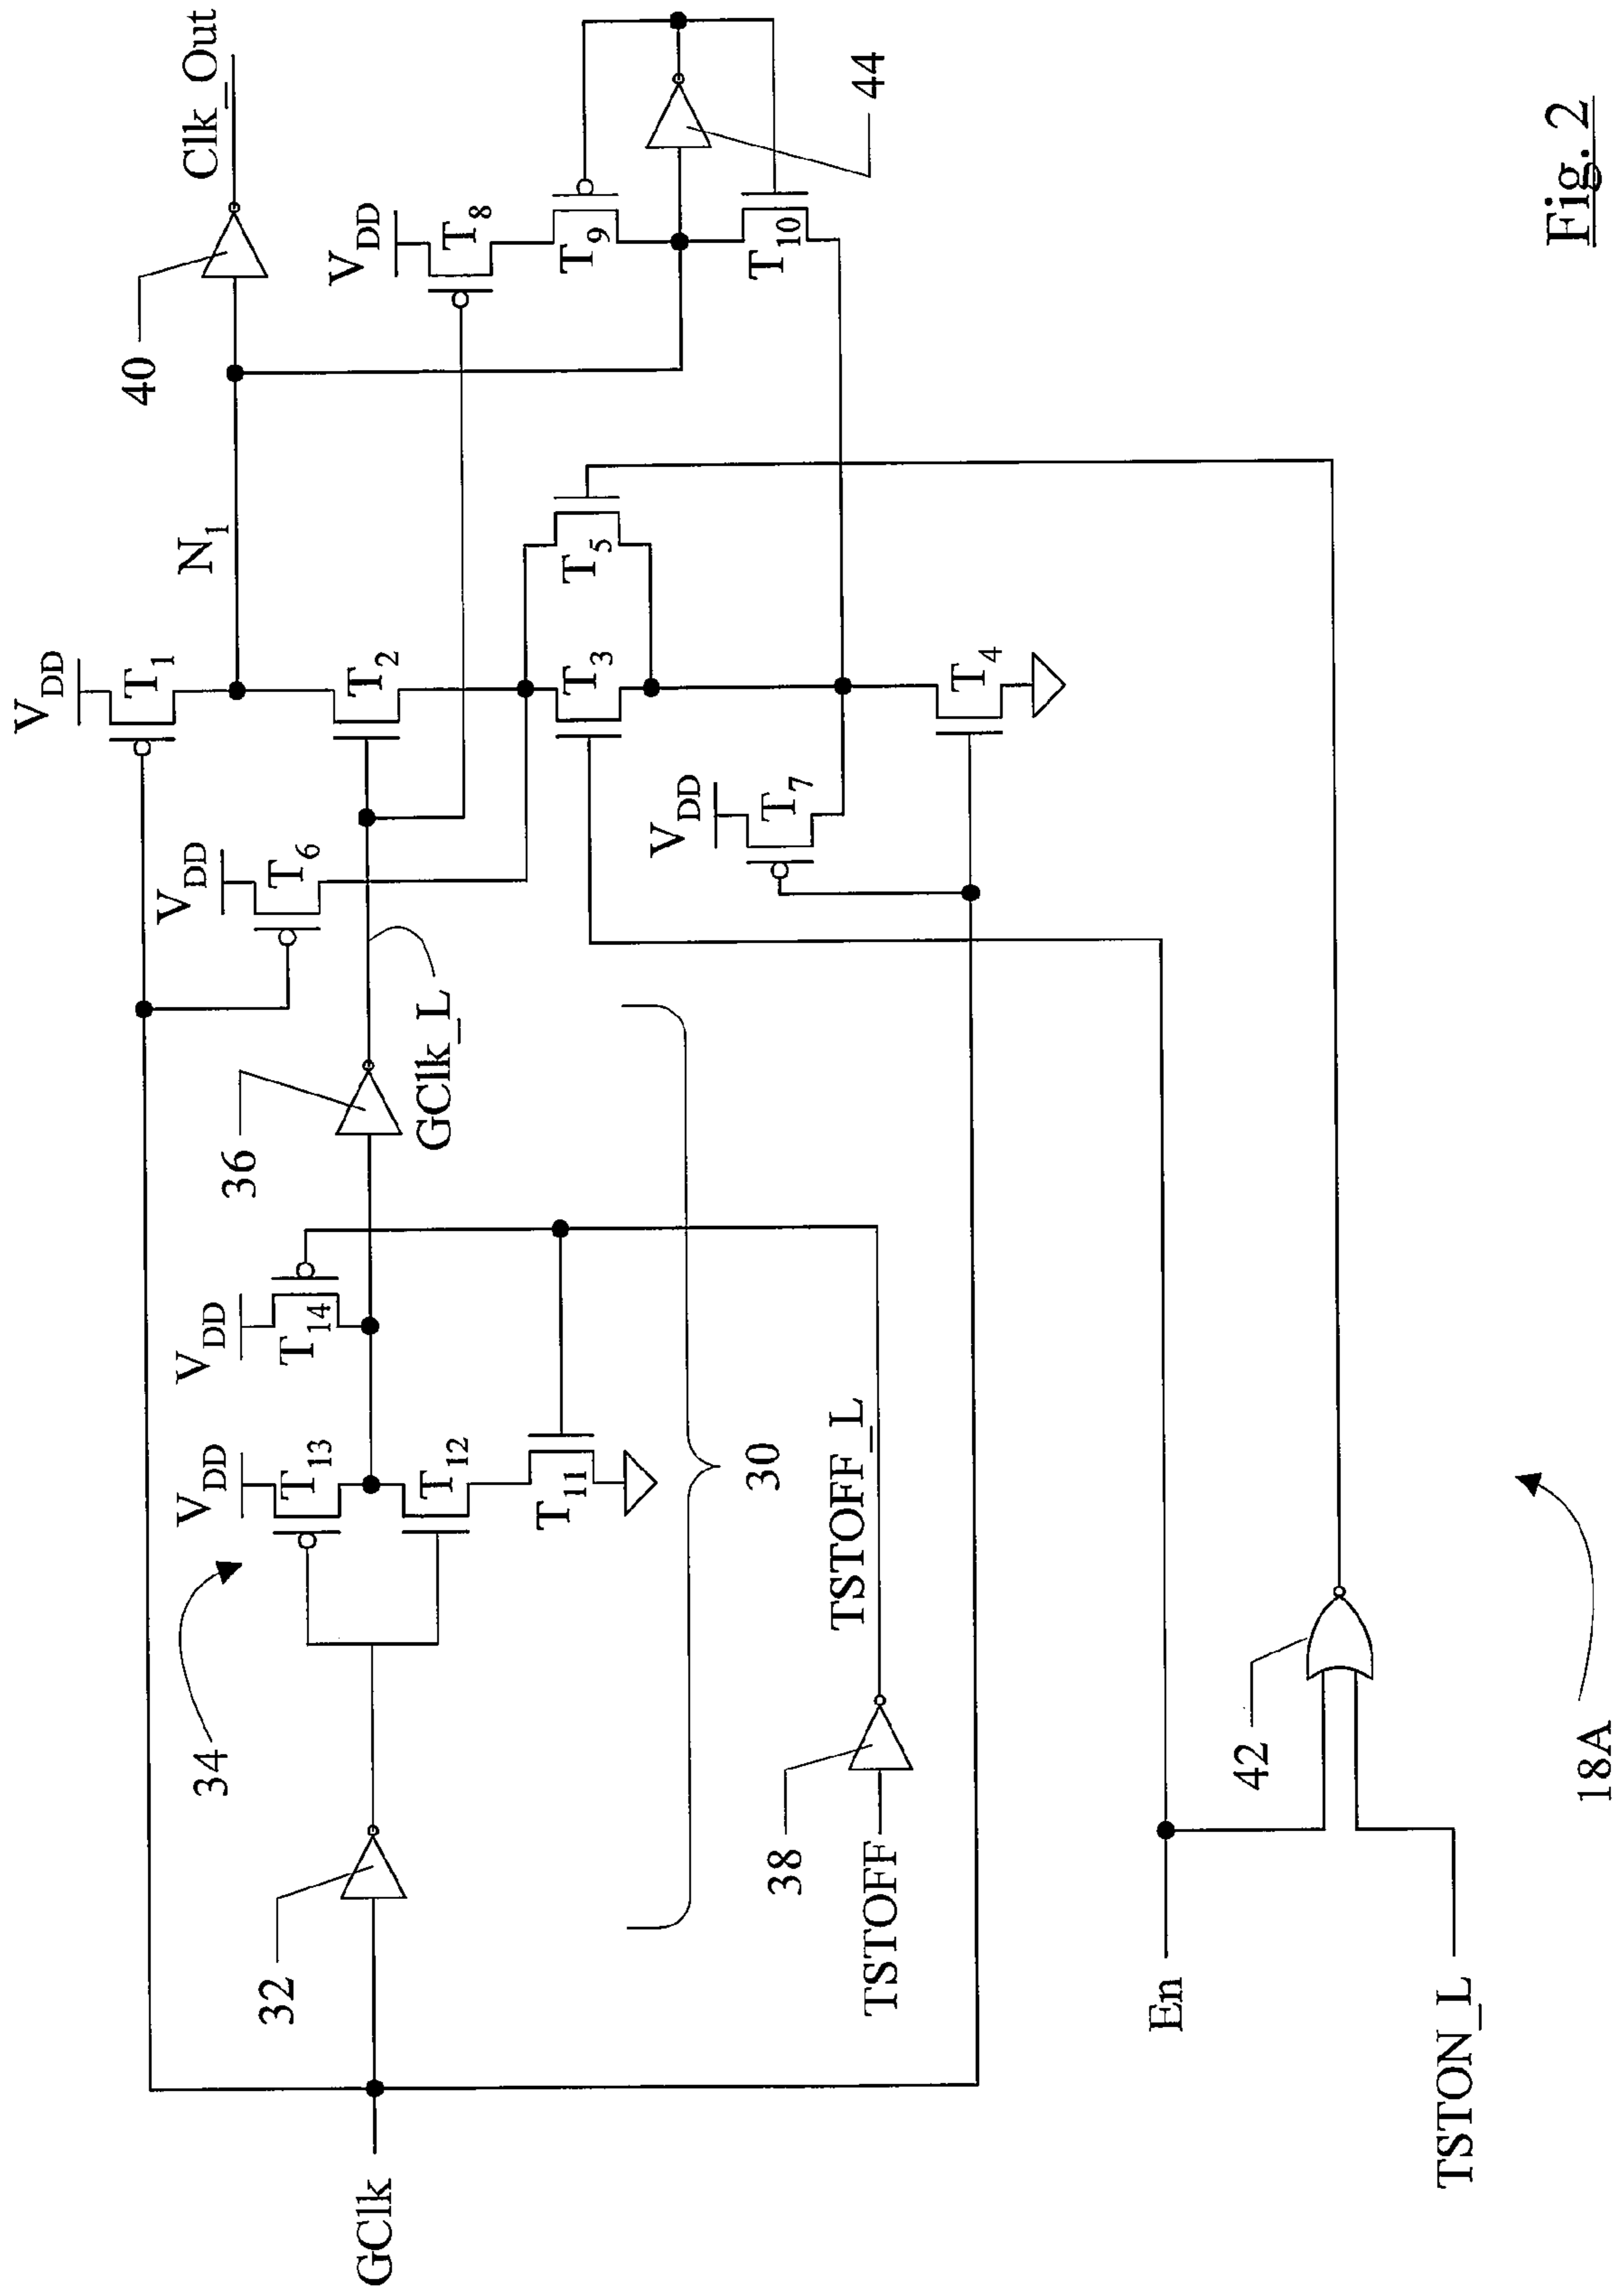 V_DD
T_1
N_1
40
Clk_Out
V_DD
T_6
V_DD
T_8
34
V_DD
T_13
V_DD
T_14
36
T_2
32
GClk
T_12
GClk_L
T_3
T_5
T_9
T_11
V_DD
T_7
T_10
30
38
TSTOFF
TSTOFF_L
44
T_4
En
42
TSTON_L
18A
Fig. 2